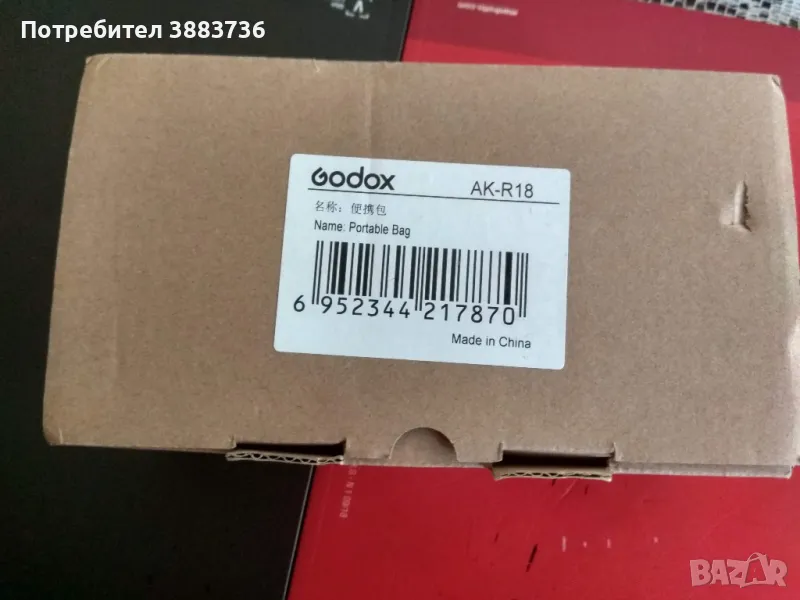 Потребител 3883736
Godox AK-R18
名称：便携包
Name: Portable Bag
6 952344 217870
Made in China
BAZAR